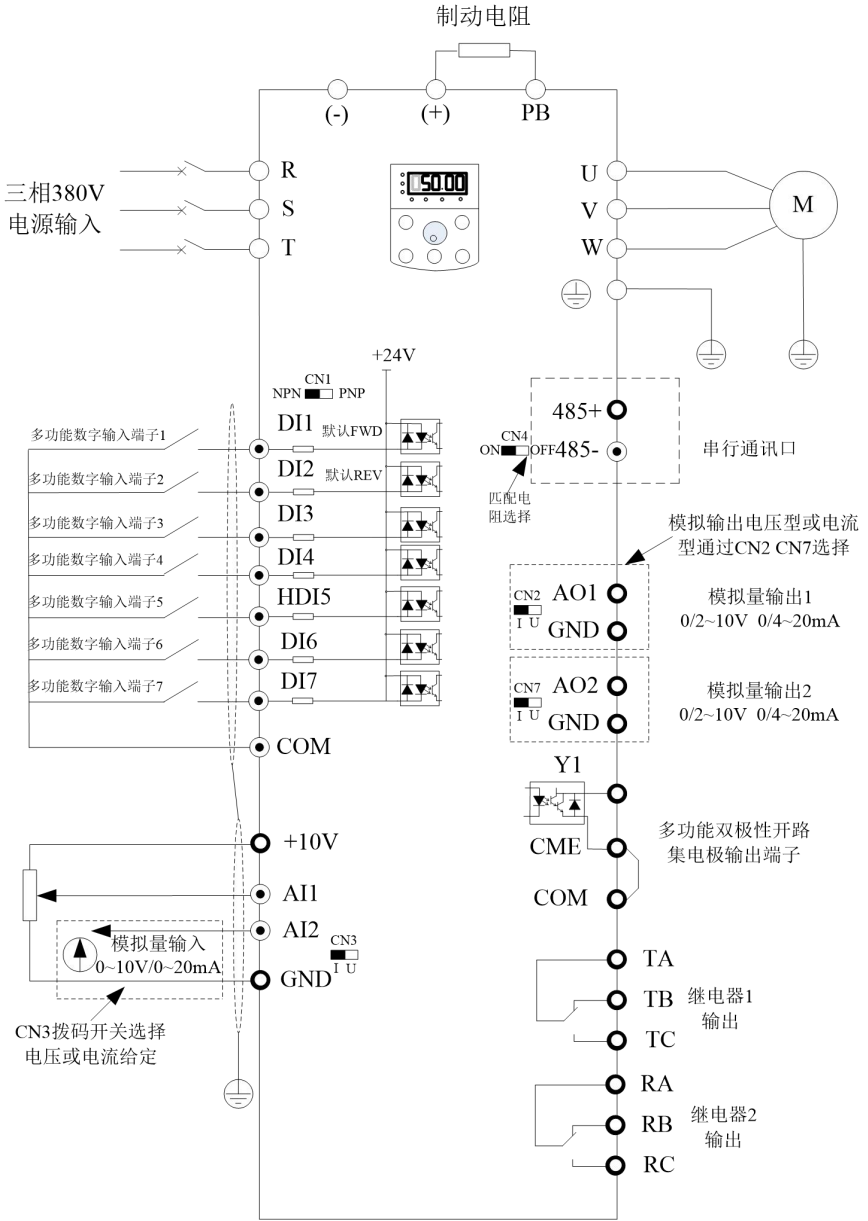 制动电阻
(-)
(+)
PB
三相380V
电源输入
R
S
T
50.00
U
V
W
M
+24V
CN1
NPN
PNP
多功能数字输入端子1
DI1
默认FWD
多功能数字输入端子2
DI2
默认REV
多功能数字输入端子3
DI3
多功能数字输入端子4
DI4
多功能数字输入端子5
HDI5
多功能数字输入端子6
DI6
多功能数字输入端子7
DI7
COM
485+
CN4
ON
OFF
485-
串行通讯口
匹配电
阻选择
模拟输出电压型或电流
型通过CN2 CN7选择
CN2
I U
AO1
GND
模拟量输出1
0/2~10V 0/4~20mA
CN7
I U
AO2
GND
模拟量输出2
0/2~10V 0/4~20mA
Y1
CME
COM
多功能双极性开路
集电极输出端子
+10V
AI1
AI2
CN3
I U
GND
模拟量输入
0~10V/0~20mA
CN3拨码开关选择
电压或电流给定
TA
TB
TC
继电器1
输出
RA
RB
RC
继电器2
输出